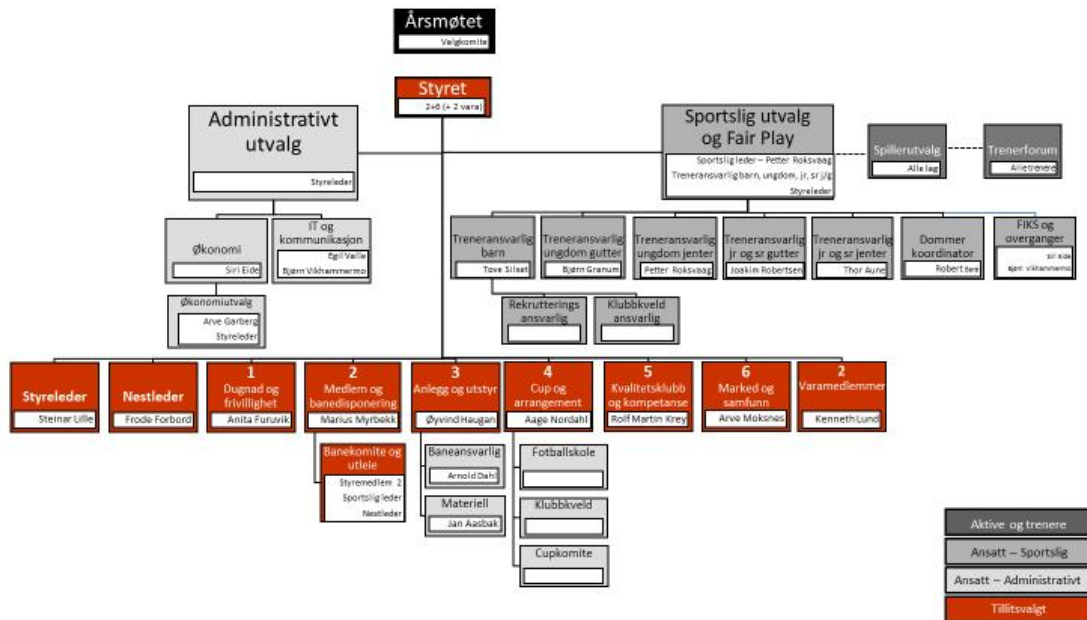 Årsmøtet
Valgkomite
Styret
2+6 (+ 2 vara)
Administrativt
utvalg
Styreleder
Sportslig utvalg
og Fair Play
Sportslig leder – Petter Roksvaag
Treneransvarlig barn, ungdom, jr, sr j/g
Styreleder
Spillerutvalg
Alle lag
Trenerforum
Alle trenere
Økonomi
Siri Eide
IT og
kommunikasjon
Egil Vallie
Bjørn Vikhammermo
Økonomiutvalg
Arve Garberg
Styreleder
Treneransvarlig
barn
Tove Silset
Treneransvarlig
ungdom gutter
Bjørn Granum
Treneransvarlig
ungdom jenter
Petter Roksvaag
Treneransvarlig
jr og sr gutter
Joakim Robertsen
Treneransvarlig
jr og sr jenter
Thor Aune
Dommer
koordinator
Robert
FIKS og
overganger
Siri Eide
Bjørn Vikhammermo
Rekrutterings
ansvarlig
Klubbkveld
ansvarlig
Styreleder
Steinar Lille
Nestleder
Frode Forbord
1
Dugnad og
frivillighet
Anita Furuvik
2
Medlem og
banedisponering
Marius Myrbekk
3
Anlegg og utstyr
Øyvind Haugan
4
Cup og
arrangement
Aage Nordahl
5
Kvalitetsklubb
og kompetanse
Rolf Martin Krey
6
Marked og
samfunn
Arve Moksnes
2
Varamedlemmer
Kenneth Lund
Banekomite og
utleie
Styremedlem 2
Sportslig leder
Nestleder
Baneansvarlig
Arnold Dahl
Materiell
Jan Aasbak
Fotballskole
Klubbkveld
Cupkomite
Aktive og trenere
Ansatt – Sportslig
Ansatt – Administrativt
Tillitsvalgt